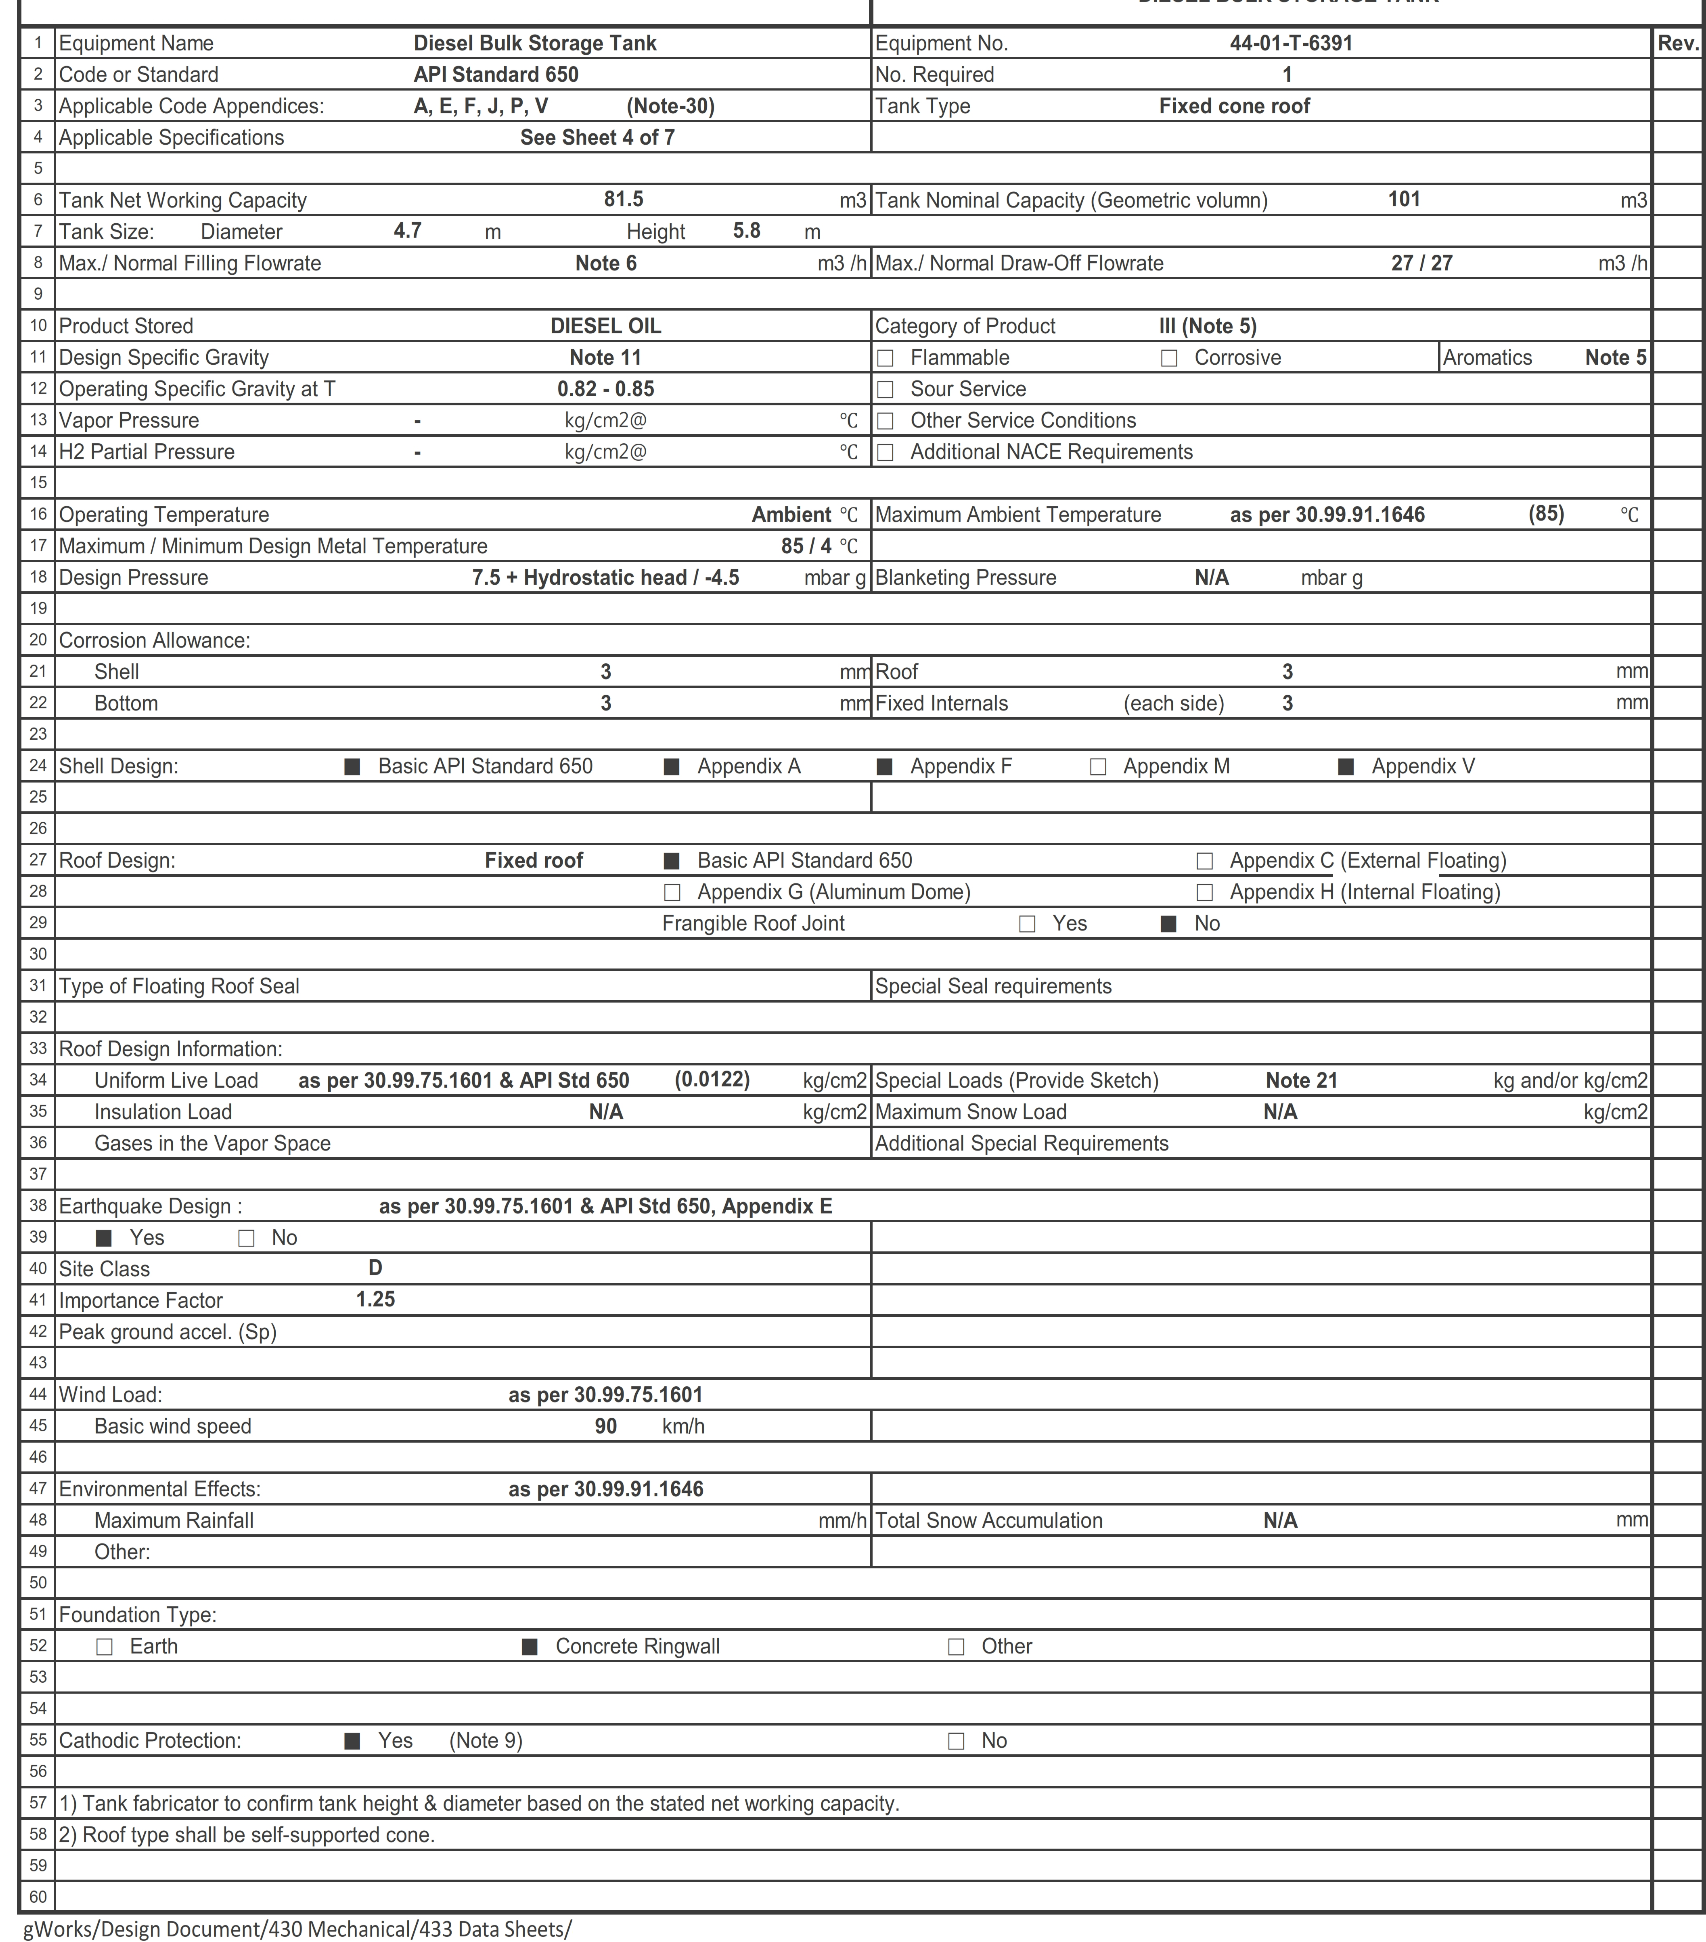 DIESEL BULK STORAGE TANK
1 Equipment Name Diesel Bulk Storage Tank Equipment No. 44-01-T-6391 Rev.
2 Code or Standard API Standard 650 No. Required 1
3 Applicable Code Appendices: A, E, F, J, P, V (Note-30) Tank Type Fixed cone roof
4 Applicable Specifications See Sheet 4 of 7
5
6 Tank Net Working Capacity 81.5 m3 Tank Nominal Capacity (Geometric volumn) 101 m3
7 Tank Size: Diameter 4.7 m Height 5.8 m
8 Max./ Normal Filling Flowrate Note 6 m3 /h Max./ Normal Draw-Off Flowrate 27 / 27 m3 /h
9
10 Product Stored DIESEL OIL Category of Product III (Note 5)
11 Design Specific Gravity Note 11 □ Flammable □ Corrosive Aromatics Note 5
12 Operating Specific Gravity at T 0.82 - 0.85 □ Sour Service
13 Vapor Pressure - kg/cm2@ ºC □ Other Service Conditions
14 H2 Partial Pressure - kg/cm2@ ºC □ Additional NACE Requirements
15
16 Operating Temperature Ambient ºC Maximum Ambient Temperature as per 30.99.91.1646 (85) ºC
17 Maximum / Minimum Design Metal Temperature 85 / 4 ºC
18 Design Pressure 7.5 + Hydrostatic head / -4.5 mbar g Blanketing Pressure N/A mbar g
19
20 Corrosion Allowance:
21 Shell 3 mm Roof 3 mm
22 Bottom 3 mm Fixed Internals (each side) 3 mm
23
24 Shell Design: ■ Basic API Standard 650 ■ Appendix A ■ Appendix F □ Appendix M ■ Appendix V
25
26
27 Roof Design: Fixed roof ■ Basic API Standard 650 □ Appendix C (External Floating)
28 □ Appendix G (Aluminum Dome) □ Appendix H (Internal Floating)
29 Frangible Roof Joint □ Yes ■ No
30
31 Type of Floating Roof Seal Special Seal requirements
32
33 Roof Design Information:
34 Uniform Live Load as per 30.99.75.1601 & API Std 650 (0.0122) kg/cm2 Special Loads (Provide Sketch) Note 21 kg and/or kg/cm2
35 Insulation Load N/A kg/cm2 Maximum Snow Load N/A kg/cm2
36 Gases in the Vapor Space Additional Special Requirements
37
38 Earthquake Design : as per 30.99.75.1601 & API Std 650, Appendix E
39 ■ Yes □ No
40 Site Class D
41 Importance Factor 1.25
42 Peak ground accel. (Sp)
43
44 Wind Load: as per 30.99.75.1601
45 Basic wind speed 90 km/h
46
47 Environmental Effects: as per 30.99.91.1646
48 Maximum Rainfall mm/h Total Snow Accumulation N/A mm
49 Other:
50
51 Foundation Type:
52 □ Earth ■ Concrete Ringwall □ Other
53
54
55 Cathodic Protection: ■ Yes (Note 9) □ No
56
57 1) Tank fabricator to confirm tank height & diameter based on the stated net working capacity.
58 2) Roof type shall be self-supported cone.
59
60
gWorks/Design Document/430 Mechanical/433 Data Sheets/